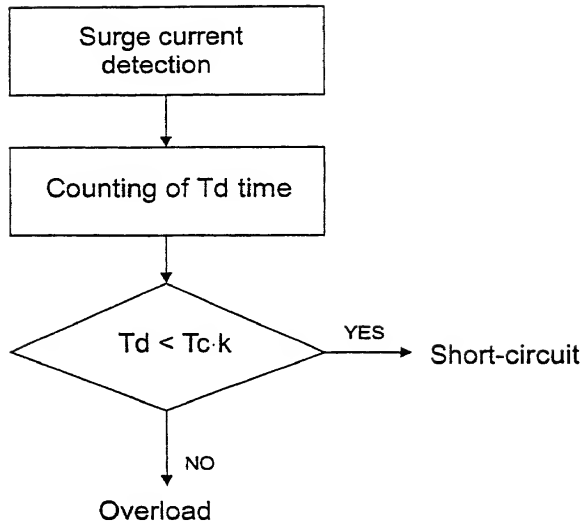 Surge current
detection
Counting of Td time
Td < Tc·k
YES
Short-circuit
NO
Overload